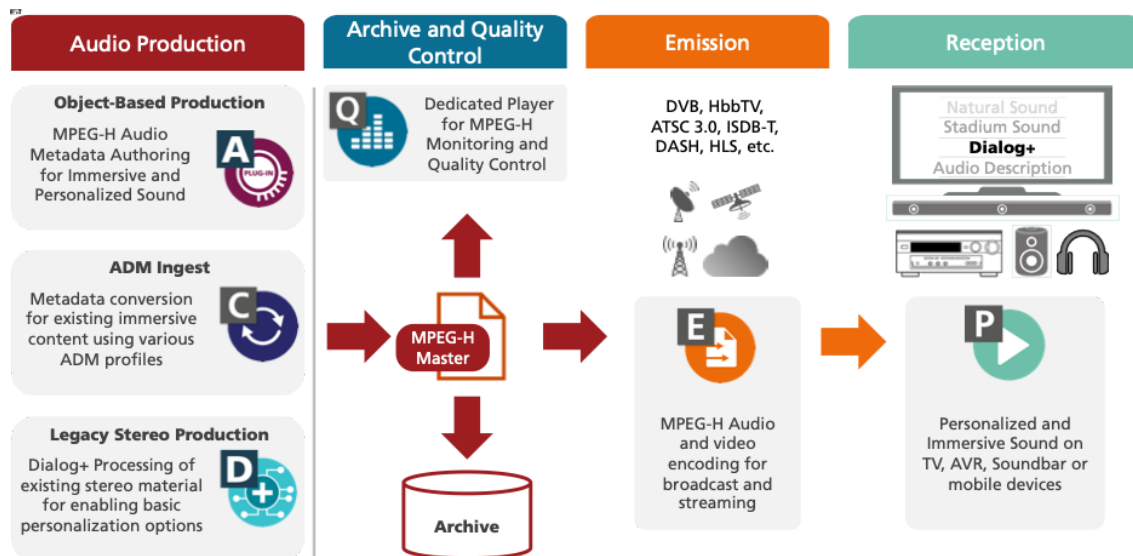 Audio Production
Object-Based Production
MPEG-H Audio
Metadata Authoring
for Immersive and
Personalized Sound
A
PLUG-IN
ADM Ingest
Metadata conversion
for existing immersive
content using various
ADM profiles
C
Legacy Stereo Production
Dialog+ Processing of
existing stereo material
for enabling basic
personalization options
D
Archive and Quality
Control
Q
Dedicated Player
for MPEG-H
Monitoring and
Quality Control
MPEG-H
Master
Archive
Emission
DVB, HbbTV,
ATSC 3.0, ISDB-T,
DASH, HLS, etc.
E
MPEG-H Audio
and video
encoding for
broadcast and
streaming
Reception
Natural Sound
Stadium Sound
Dialog+
Audio Description
P
Personalized and
Immersive Sound on
TV, AVR, Soundbar or
mobile devices